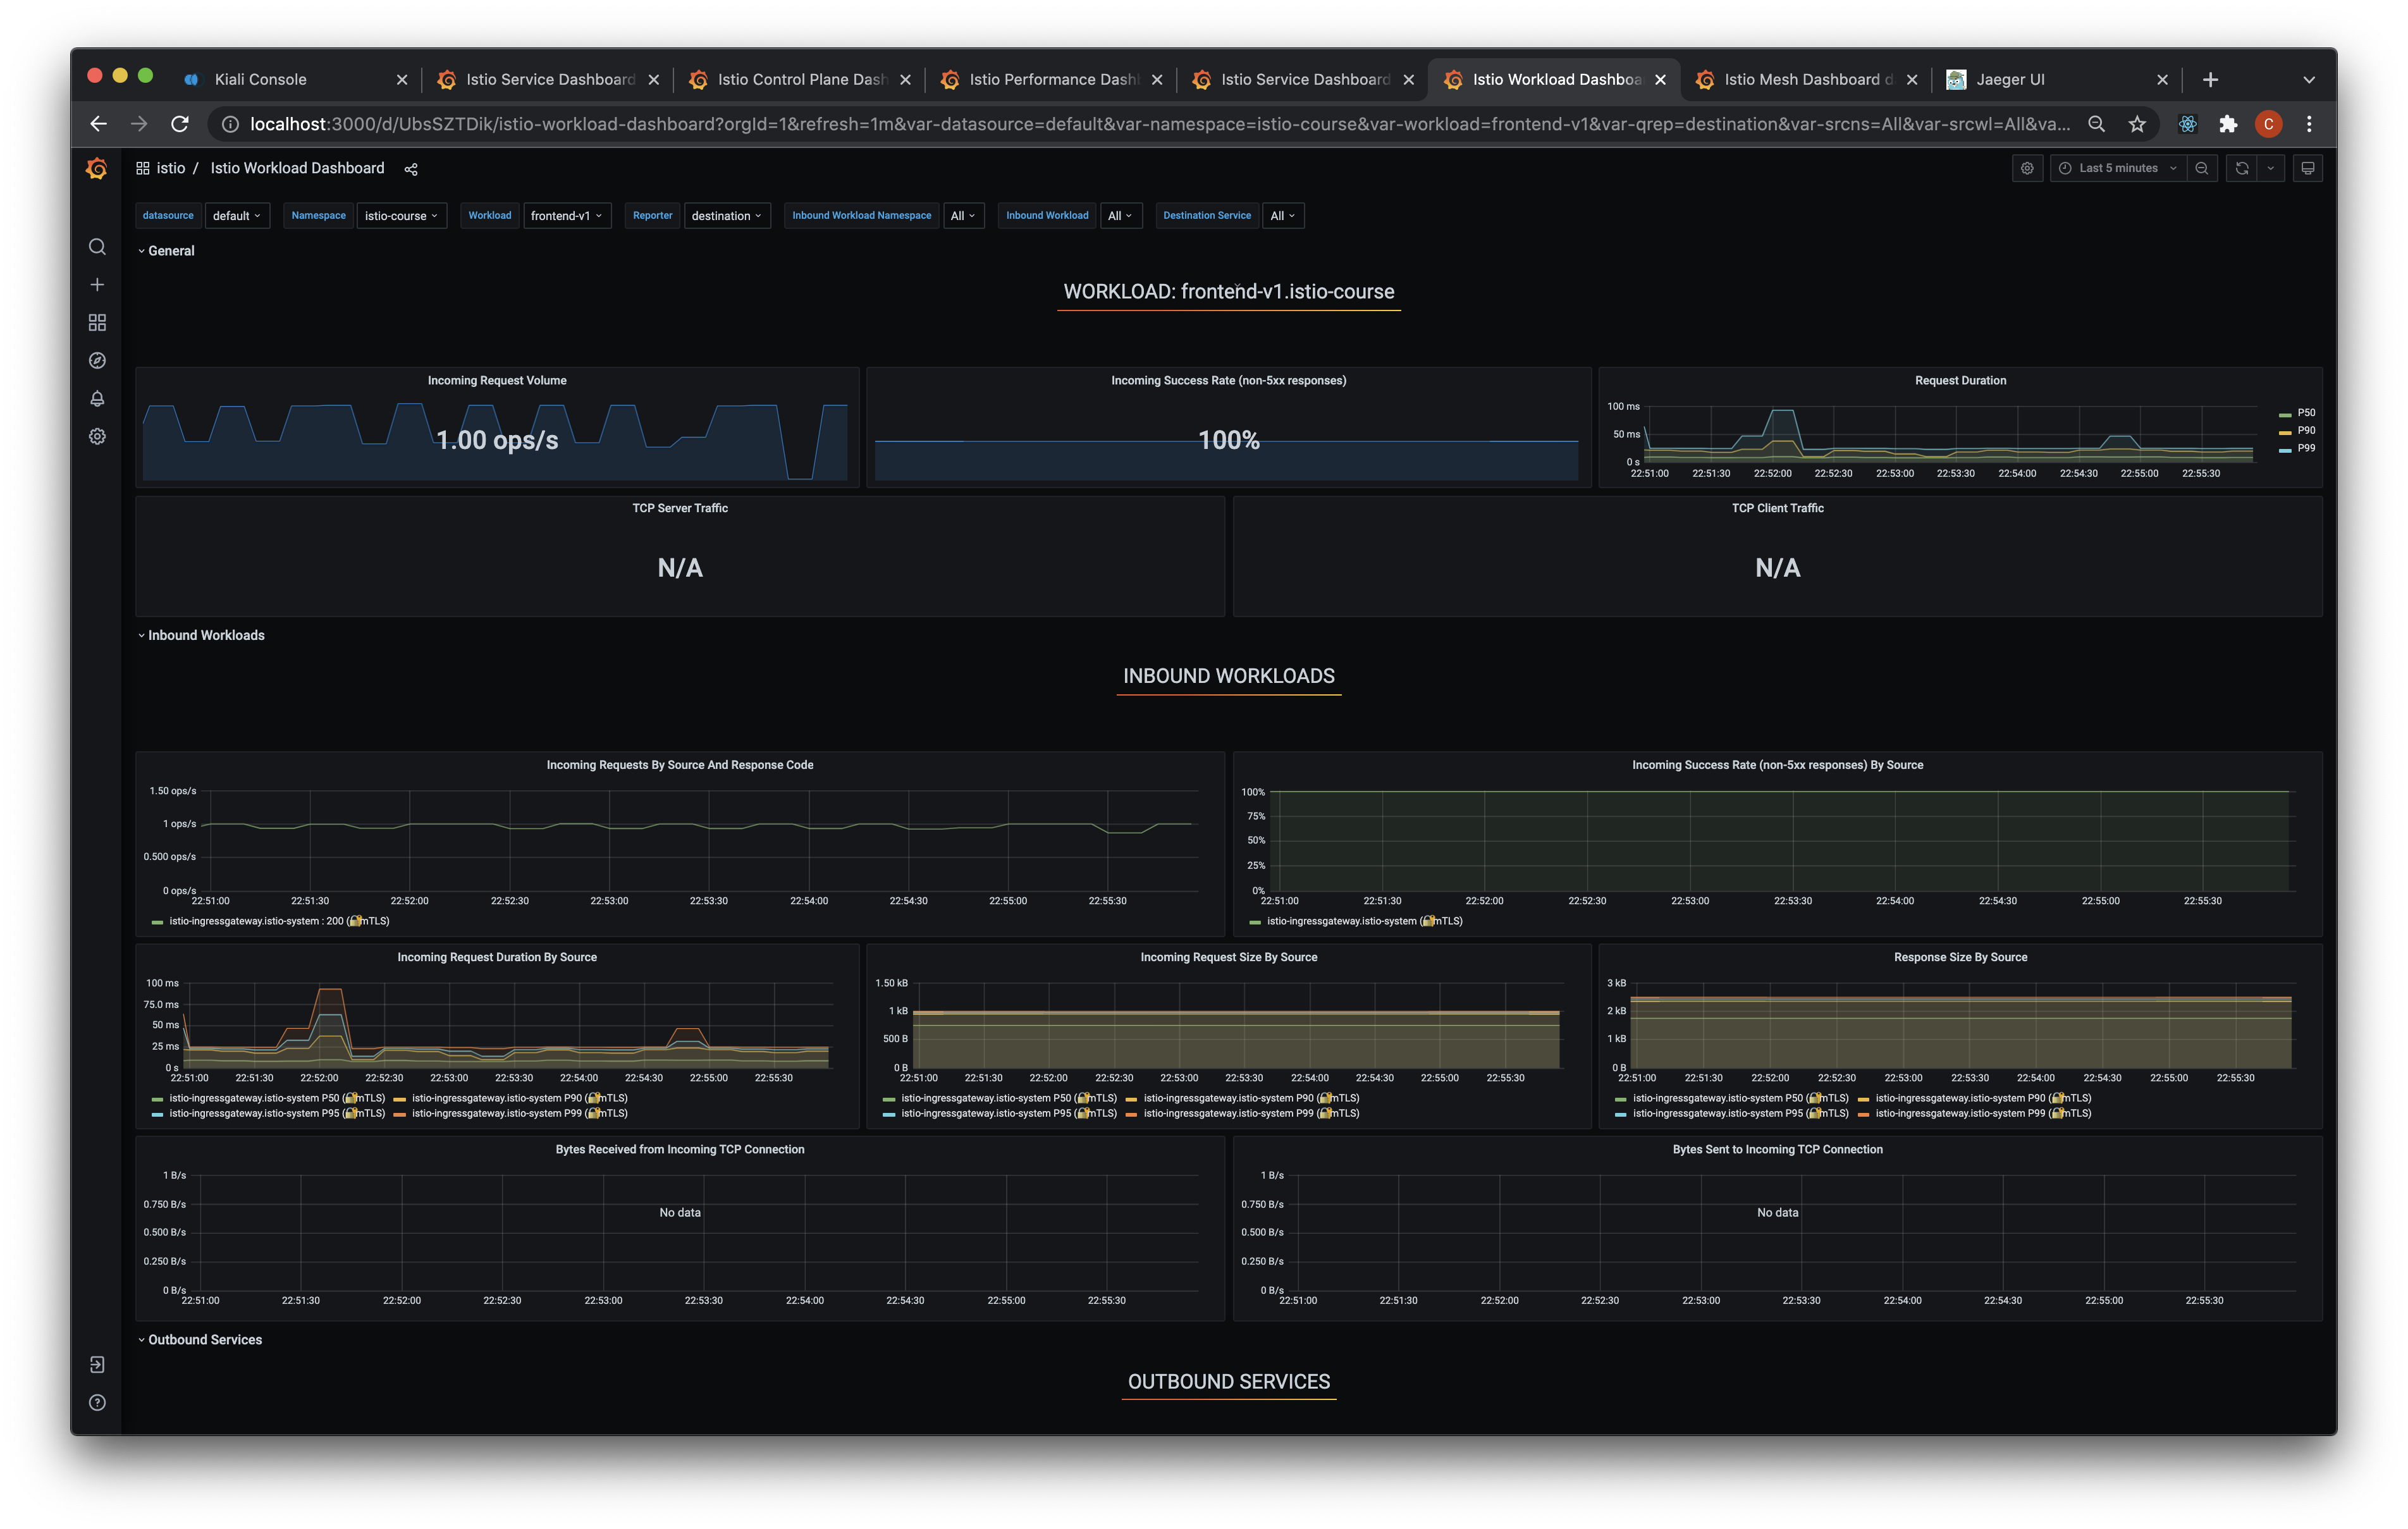 Kiali Console
Istio Service Dashboard
Istio Control Plane Dash
Istio Performance Dash
Istio Service Dashboard
Istio Workload Dashboa
Istio Mesh Dashboard d
Jaeger UI
localhost:3000/d/UbsSZTDik/istio-workload-dashboard?orgId=1&refresh=1m&var-datasource=default&var-namespace=istio-course&var-workload=frontend-v1&var-qrep=destination&var-srcns=All&var-srcwl=All&va...
C
istio / Istio Workload Dashboard
Last 5 minutes
datasource default Namespace istio-course Workload frontend-v1 Reporter destination Inbound Workload Namespace All Inbound Workload All Destination Service All
General
WORKLOAD: frontend-v1.istio-course
Incoming Request Volume
1.00 ops/s
Incoming Success Rate (non-5xx responses)
100%
Request Duration
100 ms
50 ms
0 s
22:51:00 22:51:30 22:52:00 22:52:30 22:53:00 22:53:30 22:54:00 22:54:30 22:55:00 22:55:30
P50
P90
P99
TCP Server Traffic
N/A
TCP Client Traffic
N/A
Inbound Workloads
INBOUND WORKLOADS
Incoming Requests By Source And Response Code
1.50 ops/s
1 ops/s
0.500 ops/s
0 ops/s
22:51:00 22:51:30 22:52:00 22:52:30 22:53:00 22:53:30 22:54:00 22:54:30 22:55:00 22:55:30
istio-ingressgateway.istio-system : 200 (🔐mTLS)
Incoming Success Rate (non-5xx responses) By Source
100%
75%
50%
25%
0%
22:51:00 22:51:30 22:52:00 22:52:30 22:53:00 22:53:30 22:54:00 22:54:30 22:55:00 22:55:30
istio-ingressgateway.istio-system (🔐mTLS)
Incoming Request Duration By Source
100 ms
75.0 ms
50 ms
25 ms
0 s
22:51:00 22:51:30 22:52:00 22:52:30 22:53:00 22:53:30 22:54:00 22:54:30 22:55:00 22:55:30
istio-ingressgateway.istio-system P50 (🔐mTLS) istio-ingressgateway.istio-system P90 (🔐mTLS)
istio-ingressgateway.istio-system P95 (🔐mTLS) istio-ingressgateway.istio-system P99 (🔐mTLS)
Incoming Request Size By Source
1.50 kB
1 kB
500 B
0 B
22:51:00 22:51:30 22:52:00 22:52:30 22:53:00 22:53:30 22:54:00 22:54:30 22:55:00 22:55:30
istio-ingressgateway.istio-system P50 (🔐mTLS) istio-ingressgateway.istio-system P90 (🔐mTLS)
istio-ingressgateway.istio-system P95 (🔐mTLS) istio-ingressgateway.istio-system P99 (🔐mTLS)
Response Size By Source
3 kB
2 kB
1 kB
0 B
22:51:00 22:51:30 22:52:00 22:52:30 22:53:00 22:53:30 22:54:00 22:54:30 22:55:00 22:55:30
istio-ingressgateway.istio-system P50 (🔐mTLS) istio-ingressgateway.istio-system P90 (🔐mTLS)
istio-ingressgateway.istio-system P95 (🔐mTLS) istio-ingressgateway.istio-system P99 (🔐mTLS)
Bytes Received from Incoming TCP Connection
1 B/s
0.750 B/s
No data
0.500 B/s
0.250 B/s
0 B/s
22:51:00 22:51:30 22:52:00 22:52:30 22:53:00 22:53:30 22:54:00 22:54:30 22:55:00 22:55:30
Bytes Sent to Incoming TCP Connection
1 B/s
0.750 B/s
No data
0.500 B/s
0.250 B/s
0 B/s
22:51:00 22:51:30 22:52:00 22:52:30 22:53:00 22:53:30 22:54:00 22:54:30 22:55:00 22:55:30
Outbound Services
OUTBOUND SERVICES